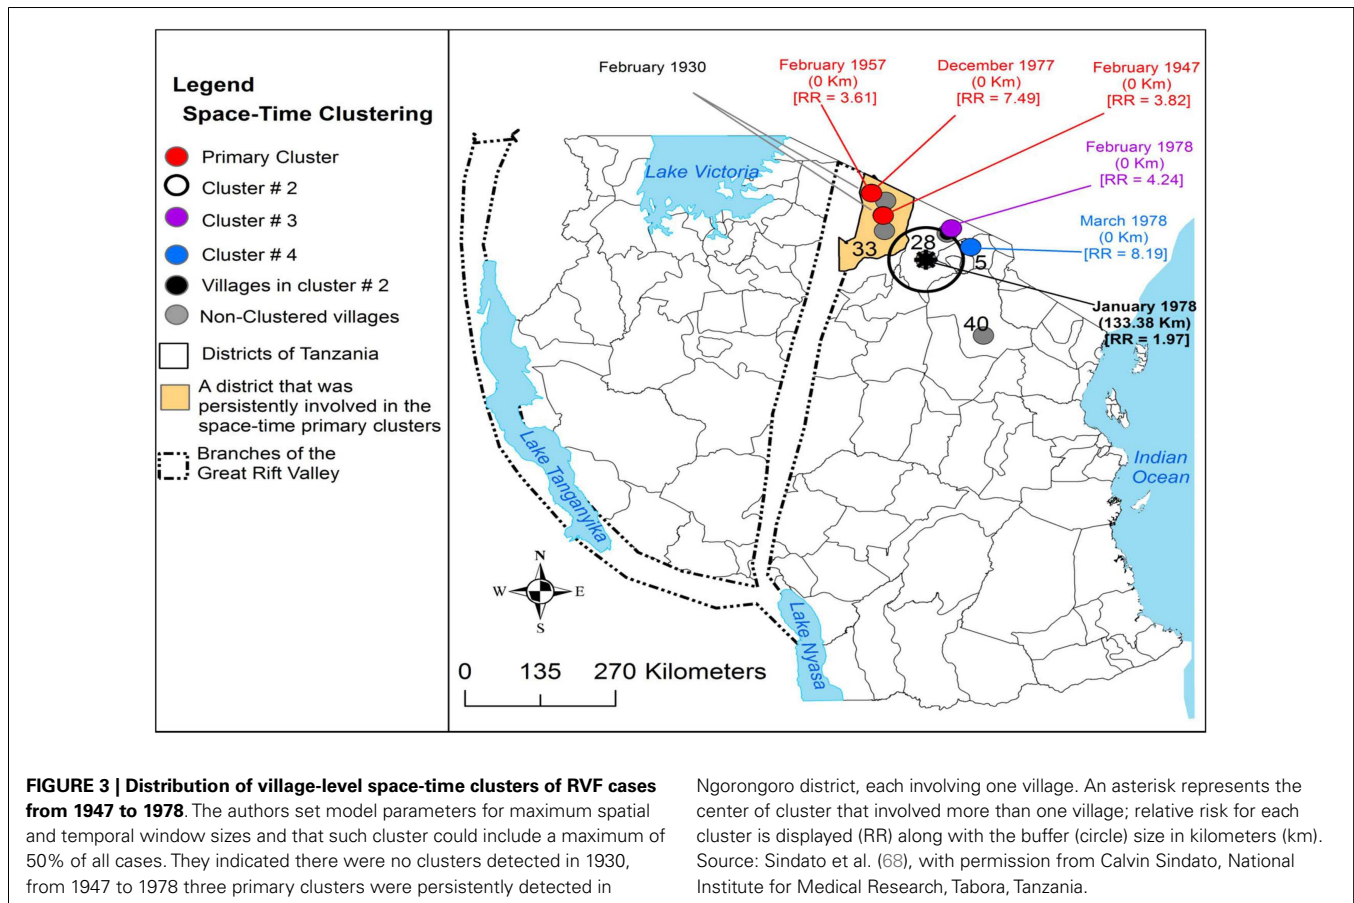 Legend
Space-Time Clustering
Primary Cluster
Cluster # 2
Cluster # 3
Cluster # 4
Villages in cluster # 2
Non-Clustered villages
Districts of Tanzania
A district that was
persistently involved in the
space-time primary clusters
Branches of the
Great Rift Valley
February 1930
February 1957
(0 Km)
[RR = 3.61]
December 1977
(0 Km)
[RR = 7.49]
February 1947
(0 Km)
[RR = 3.82]
February 1978
(0 Km)
[RR = 4.24]
March 1978
(0 Km)
[RR = 8.19]
January 1978
(133.38 Km)
[RR = 1.97]
Lake Victoria
33
28
5
40
Lake Tanganyika
Lake Nyasa
Indian
Ocean
N
W
E
S
0 135 270 Kilometers
FIGURE 3 | Distribution of village-level space-time clusters of RVF cases
from 1947 to 1978. The authors set model parameters for maximum spatial
and temporal window sizes and that such cluster could include a maximum of
50% of all cases. They indicated there were no clusters detected in 1930,
from 1947 to 1978 three primary clusters were persistently detected in
Ngorongoro district, each involving one village. An asterisk represents the
center of cluster that involved more than one village; relative risk for each
cluster is displayed (RR) along with the buffer (circle) size in kilometers (km).
Source: Sindato et al. (68), with permission from Calvin Sindato, National
Institute for Medical Research, Tabora, Tanzania.